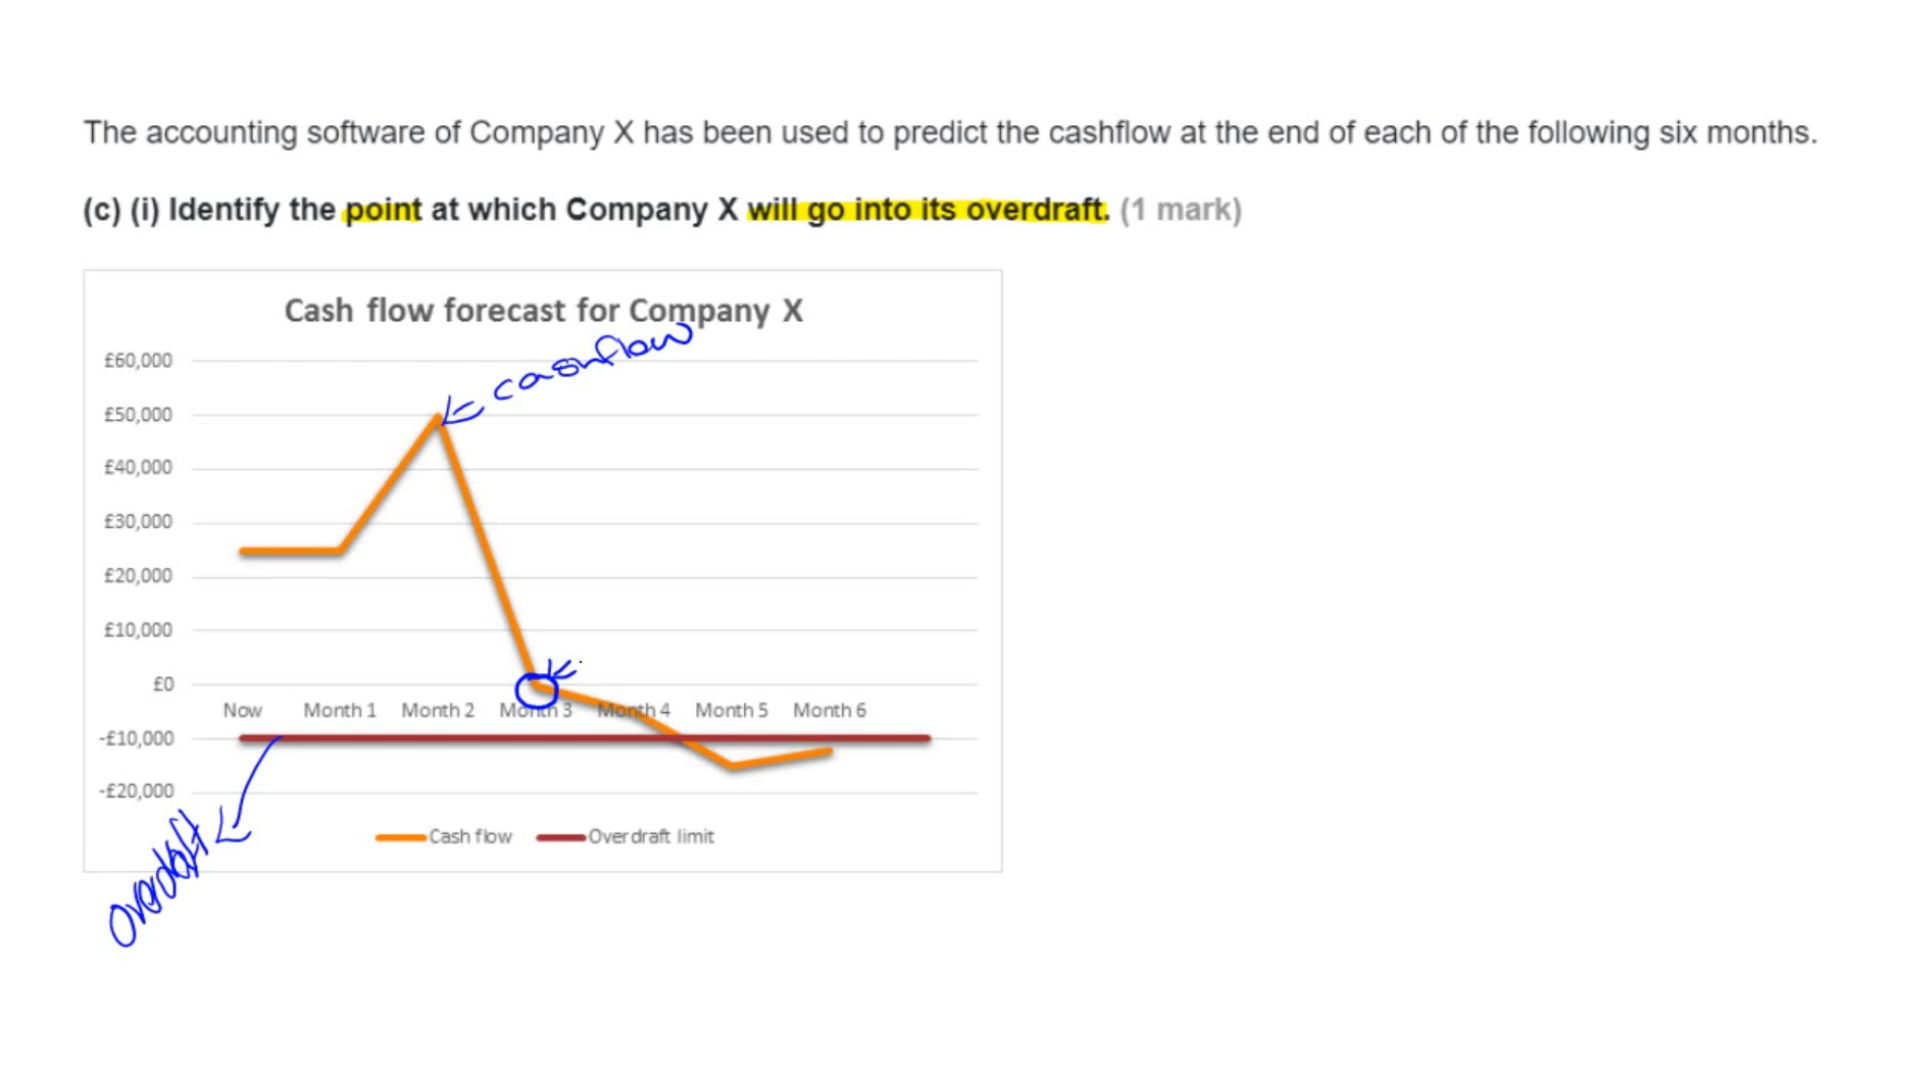 The accounting software of Company X has been used to predict the cashflow at the end of each of the following six months.
(c) (i) Identify the point at which Company X will go into its overdraft. (1 mark)
Cash flow forecast for Company X
cashflow
£60,000
£50,000
£40,000
£30,000
£20,000
£10,000
£0
Now Month 1 Month 2 Month 3 Month 4 Month 5 Month 6
-£10,000
-£20,000
Cash flow Overdraft limit